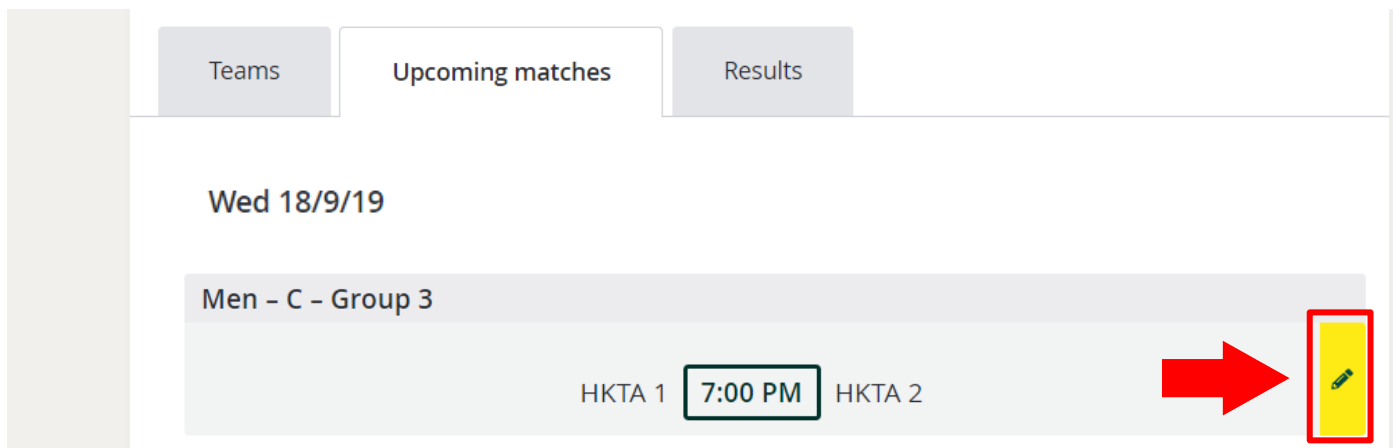 Teams Upcoming matches Results
Wed 18/9/19
Men – C – Group 3
HKTA 1 7:00 PM HKTA 2